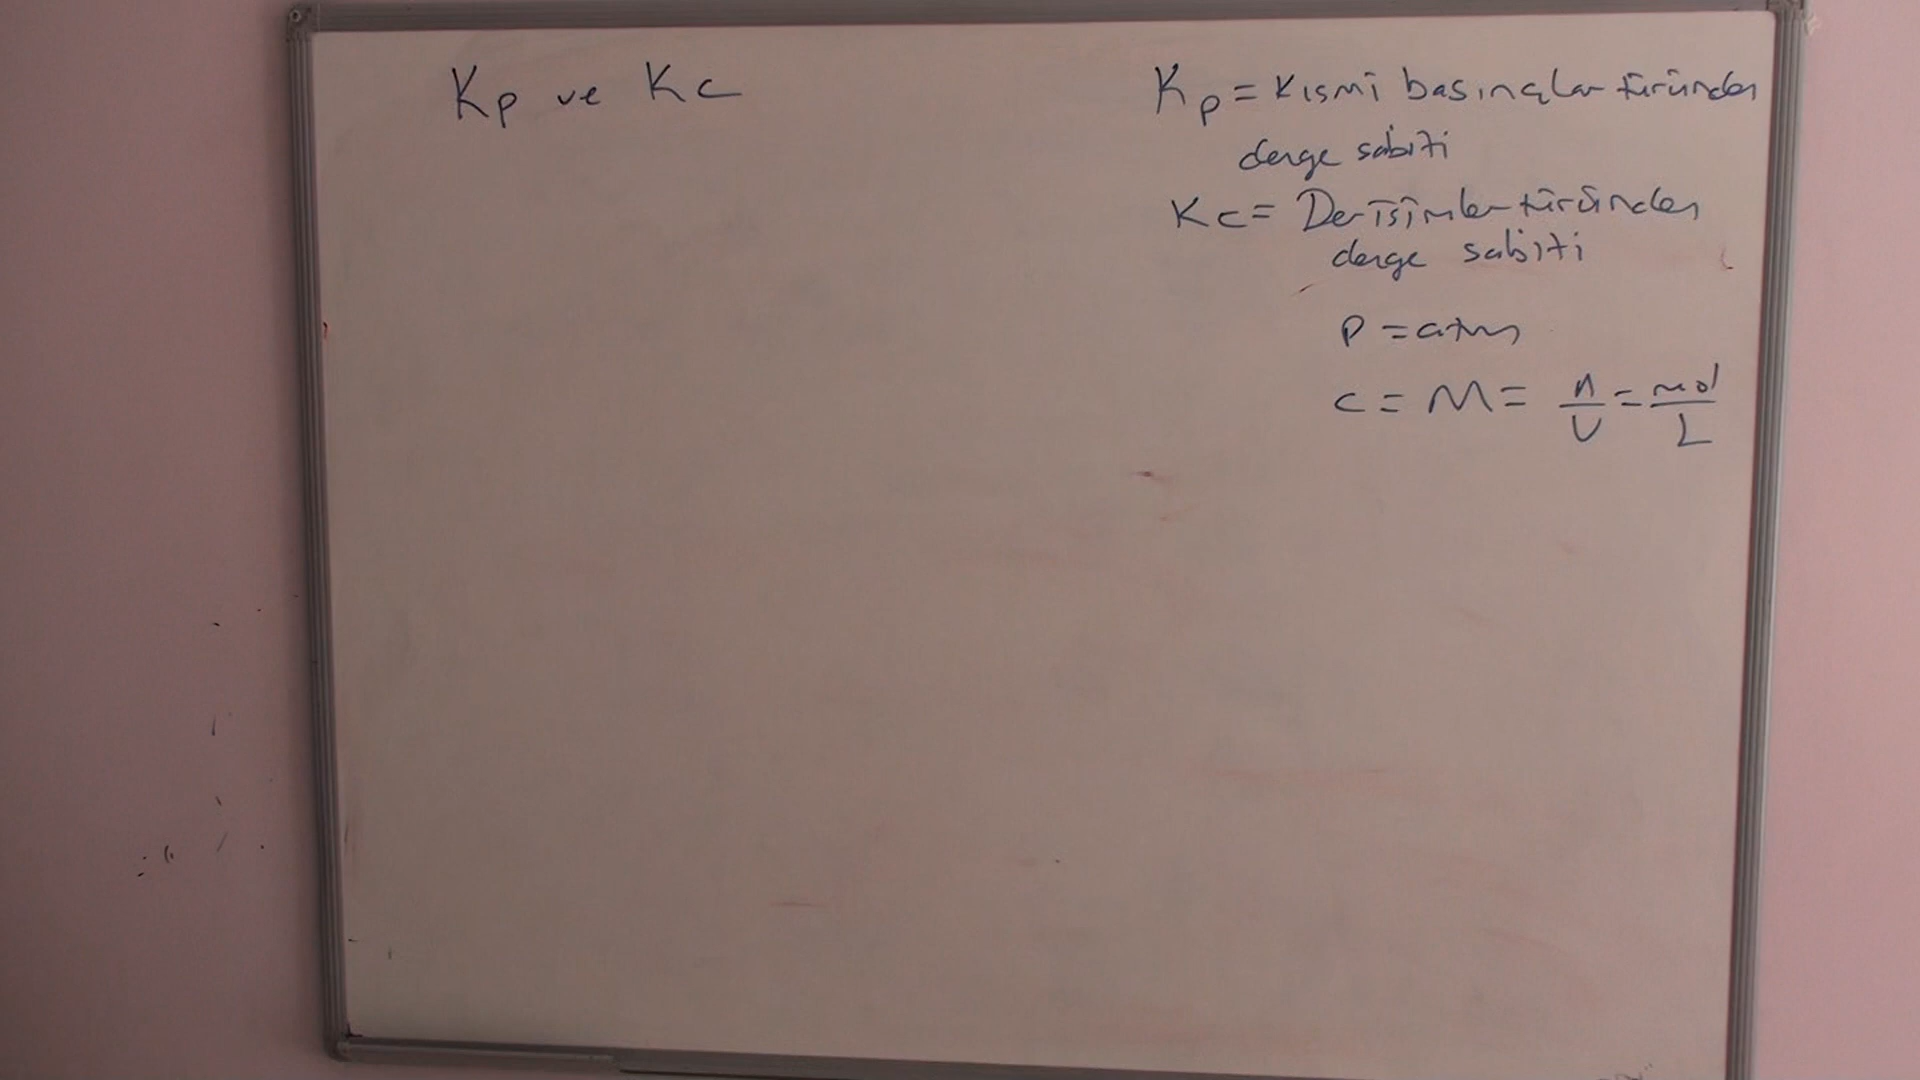 Kp ve Kc
Kp = Kısmi basınçlar türünden
denge sabiti
Kc = Derişimler türünden
denge sabiti
P = atm
c = M = n/V = mol/L